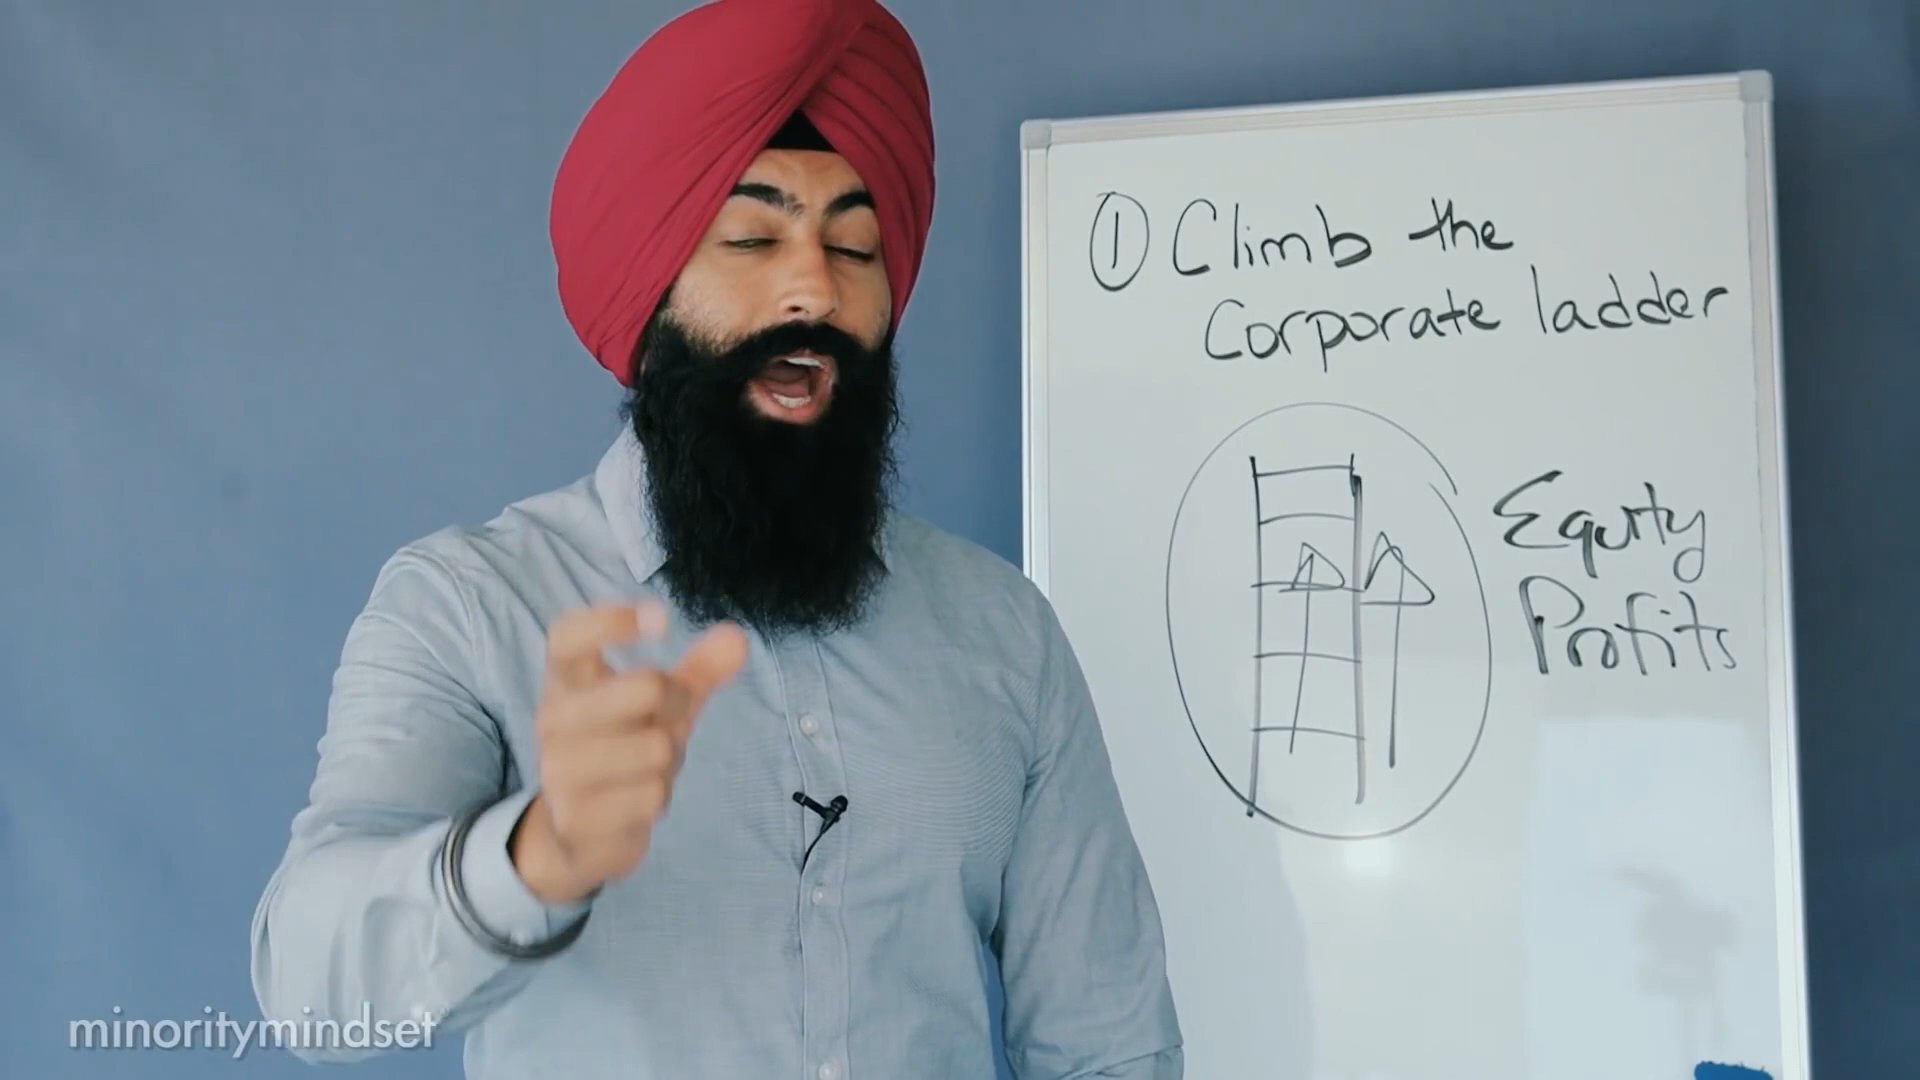 ① Climb the
Corporate ladder
Equity
Profits
minoritymindset